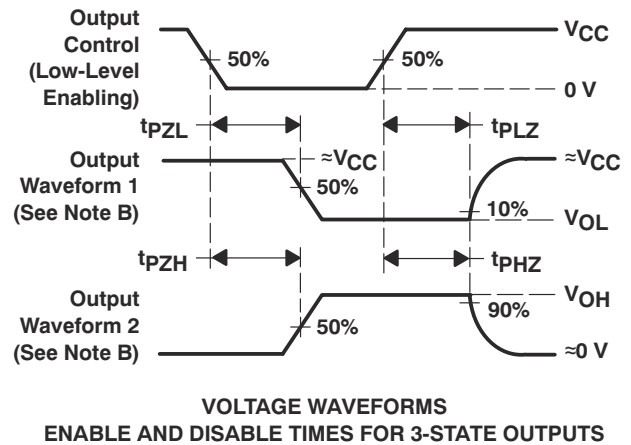 Output
Control
(Low-Level
Enabling)
50%
50%
VCC
0 V
tPZL
tPLZ
Output
Waveform 1
(See Note B)
≈VCC
50%
≈VCC
10%
VOL
tPZH
tPHZ
Output
Waveform 2
(See Note B)
50%
VOH
90%
≈0 V
VOLTAGE WAVEFORMS
ENABLE AND DISABLE TIMES FOR 3-STATE OUTPUTS